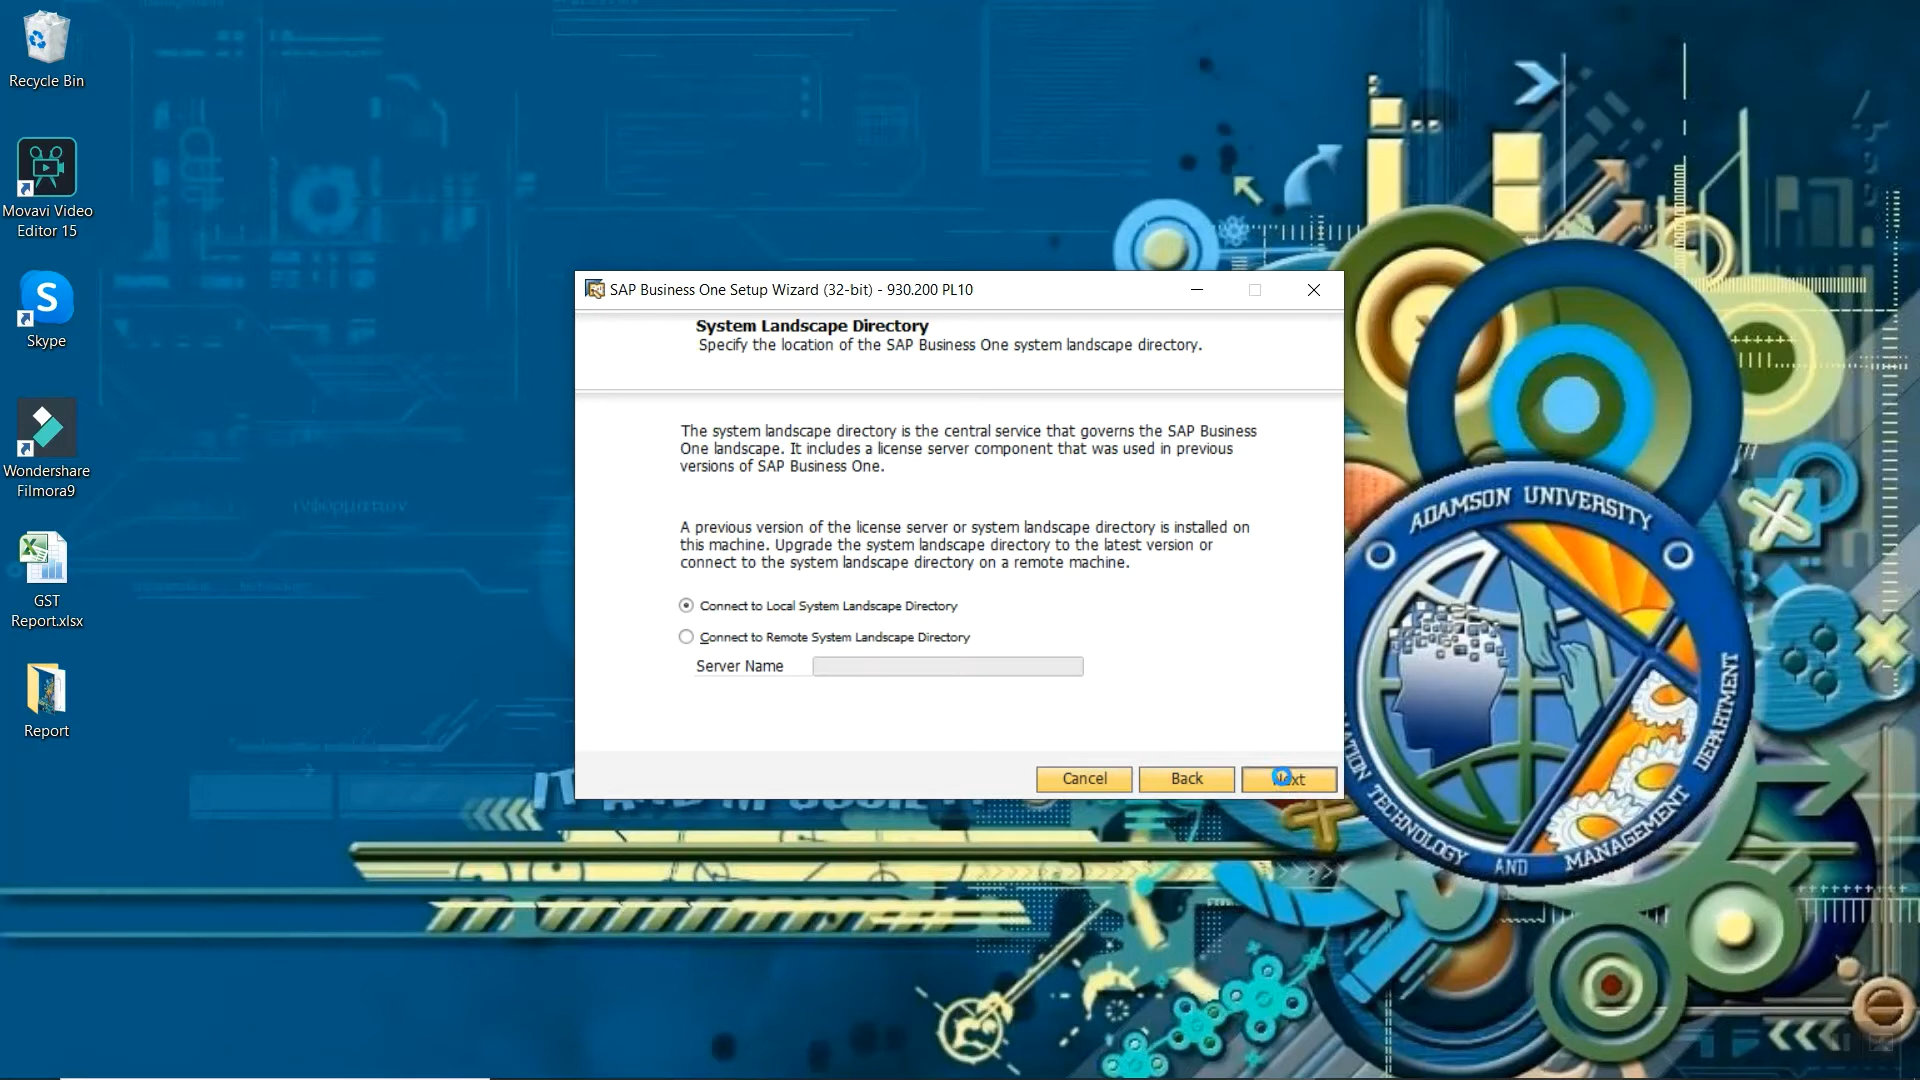 Recycle Bin
Movavi Video
Editor 15
Skype
Wondershare
Filmora9
GST
Report.xlsx
Report
SAP Business One Setup Wizard (32-bit) - 930.200 PL10
System Landscape Directory
Specify the location of the SAP Business One system landscape directory.
The system landscape directory is the central service that governs the SAP Business
One landscape. It includes a license server component that was used in previous
versions of SAP Business One.
A previous version of the license server or system landscape directory is installed on
this machine. Upgrade the system landscape directory to the latest version or
connect to the system landscape directory on a remote machine.
Connect to Local System Landscape Directory
Connect to Remote System Landscape Directory
Server Name
Cancel
Back
Next
ADAMSON UNIVERSITY
TECHNOLOGY AND MANAGEMENT DEPARTMENT